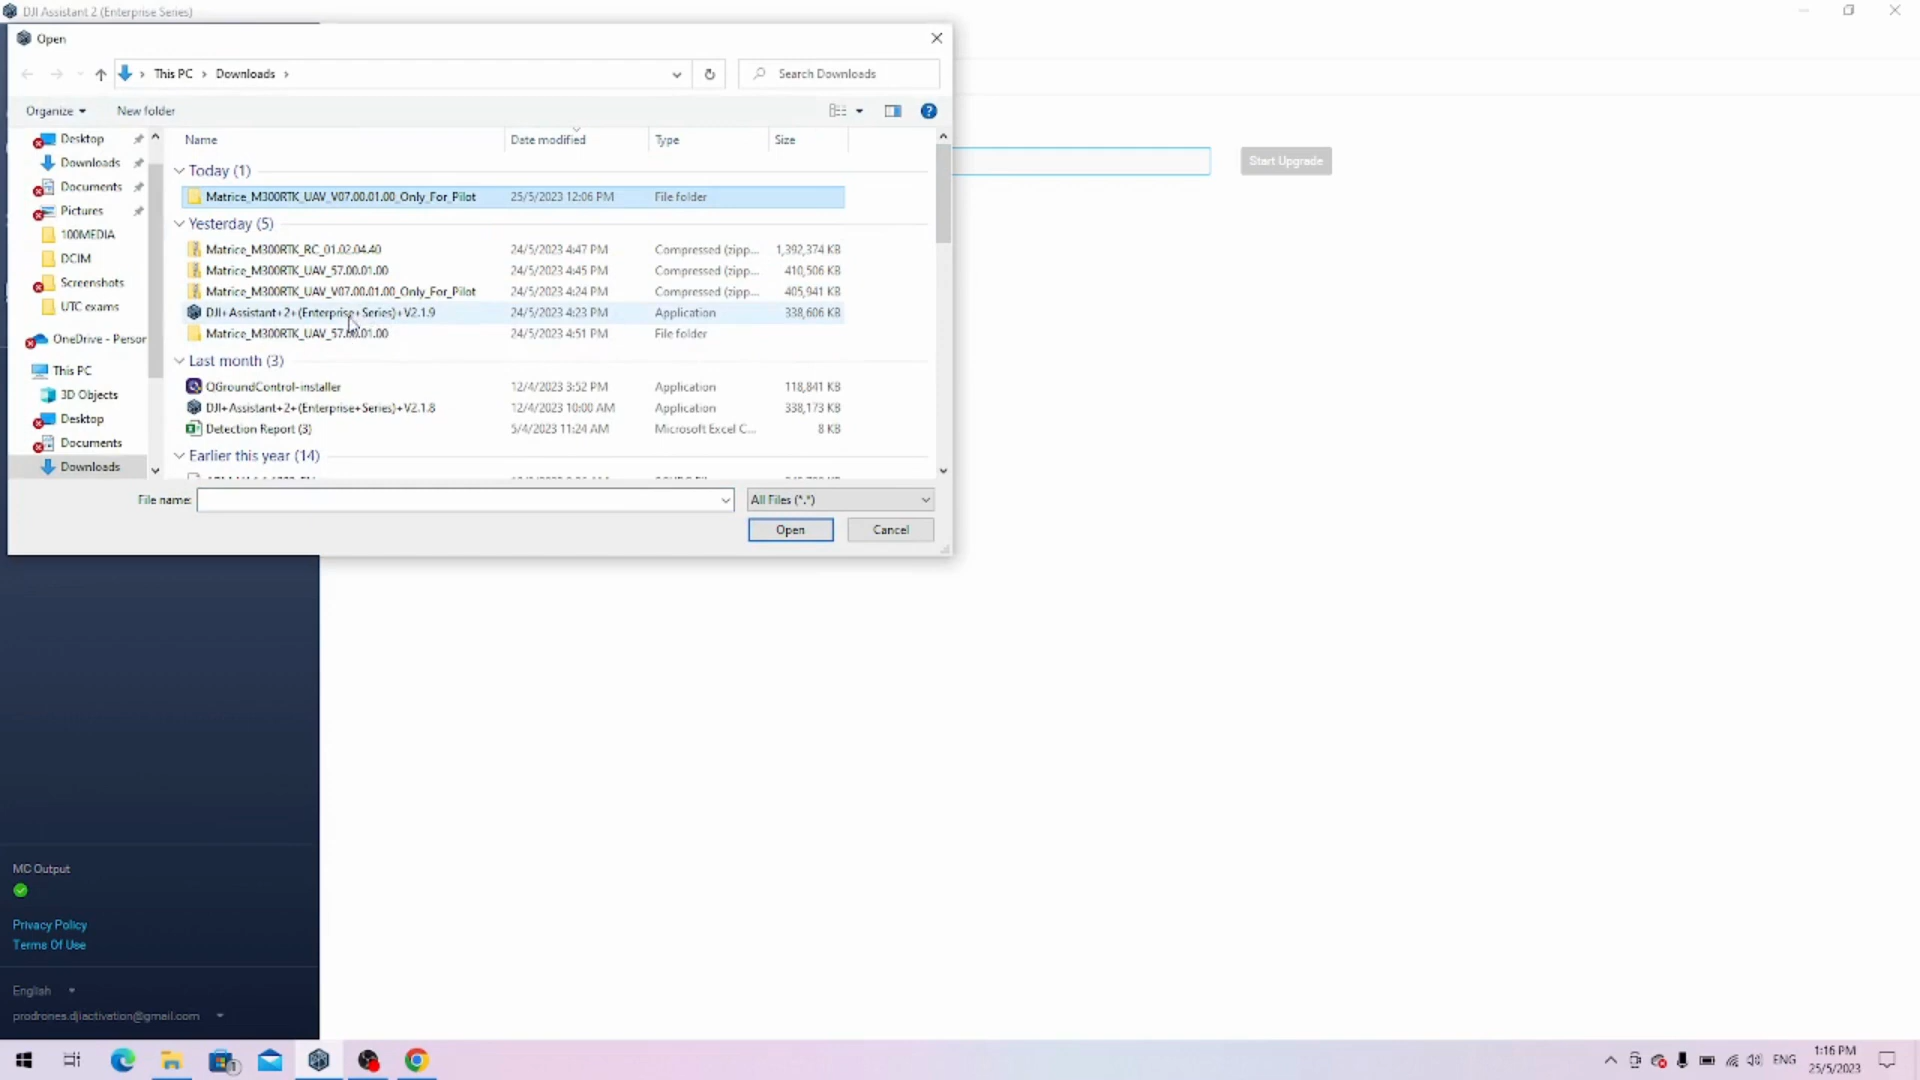 DJI Assistant 2 (Enterprise Series)
Open
This PC > Downloads >
Search Downloads
Organize
New folder
Name
Date modified
Type
Size
Desktop
Downloads
Documents
Pictures
100MEDIA
DCIM
Screenshots
UTC exams
OneDrive - Person
This PC
3D Objects
Desktop
Documents
Downloads
Today (1)
Matrice_M300RTK_UAV_V07.00.01.00_Only_For_Pilot 25/5/2023 12:06 PM File folder
Yesterday (5)
Matrice_M300RTK_RC_01.02.04.40 24/5/2023 4:47 PM Compressed (zipp... 1,392,374 KB
Matrice_M300RTK_UAV_57.00.01.00 24/5/2023 4:45 PM Compressed (zipp... 410,506 KB
Matrice_M300RTK_UAV_V07.00.01.00_Only_For_Pilot 24/5/2023 4:24 PM Compressed (zipp... 405,941 KB
DJI+Assistant+2+(Enterprise+Series)+V2.1.9 24/5/2023 4:23 PM Application 338,606 KB
Matrice_M300RTK_UAV_57.00.01.00 24/5/2023 4:51 PM File folder
Last month (3)
QGroundControl-installer 12/4/2023 3:52 PM Application 118,841 KB
DJI+Assistant+2+(Enterprise+Series)+V2.1.8 12/4/2023 10:00 AM Application 338,173 KB
Detection Report (3) 5/4/2023 11:24 AM Microsoft Excel C... 8 KB
Earlier this year (14)
File name:
All Files (*.*)
Open
Cancel
Start Upgrade
MC Output
Privacy Policy
Terms Of Use
English
prodrones.djiactivation@gmail.com
ENG
1:16 PM
25/5/2023